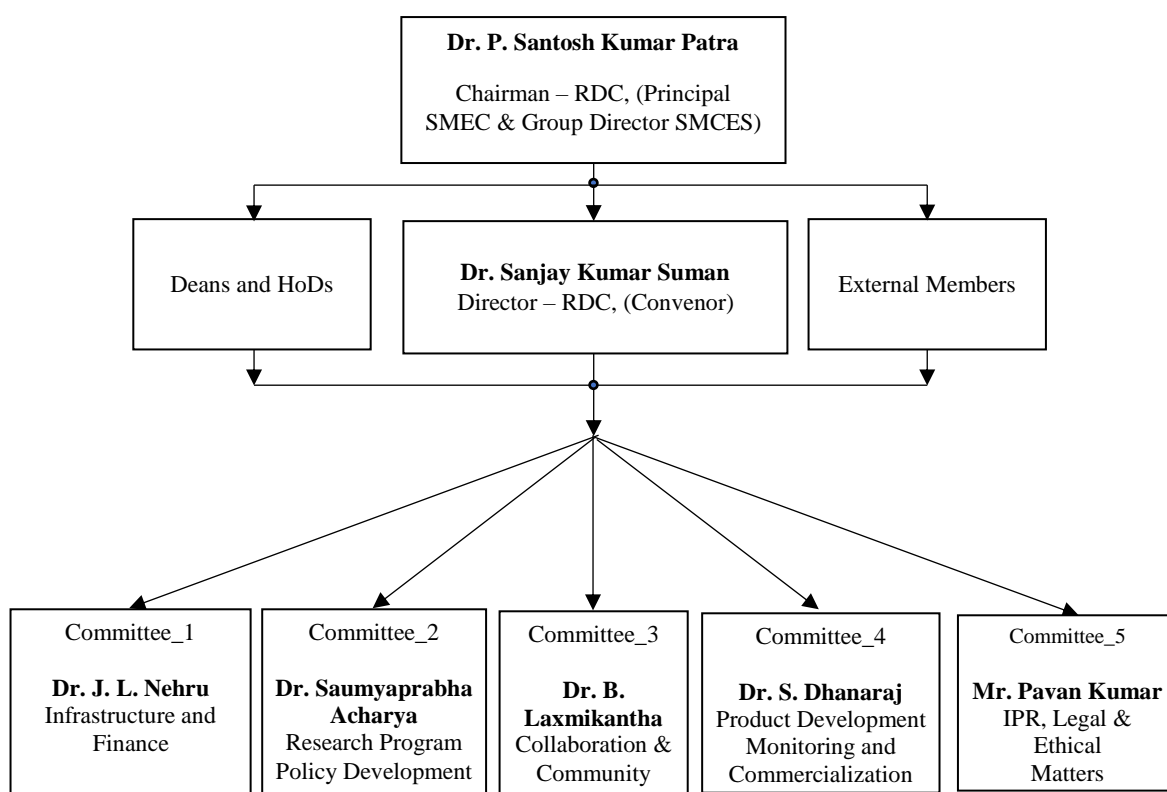 Dr. P. Santosh Kumar Patra
Chairman – RDC, (Principal
SMEC & Group Director SMCES)
Deans and HoDs
Dr. Sanjay Kumar Suman
Director – RDC, (Convenor)
External Members
Committee_1
Dr. J. L. Nehru
Infrastructure and
Finance
Committee_2
Dr. Saumyaprabha
Acharya
Research Program
Policy Development
Committee_3
Dr. B.
Laxmikantha
Collaboration &
Community
Committee_4
Dr. S. Dhanaraj
Product Development
Monitoring and
Commercialization
Committee_5
Mr. Pavan Kumar
IPR, Legal &
Ethical
Matters